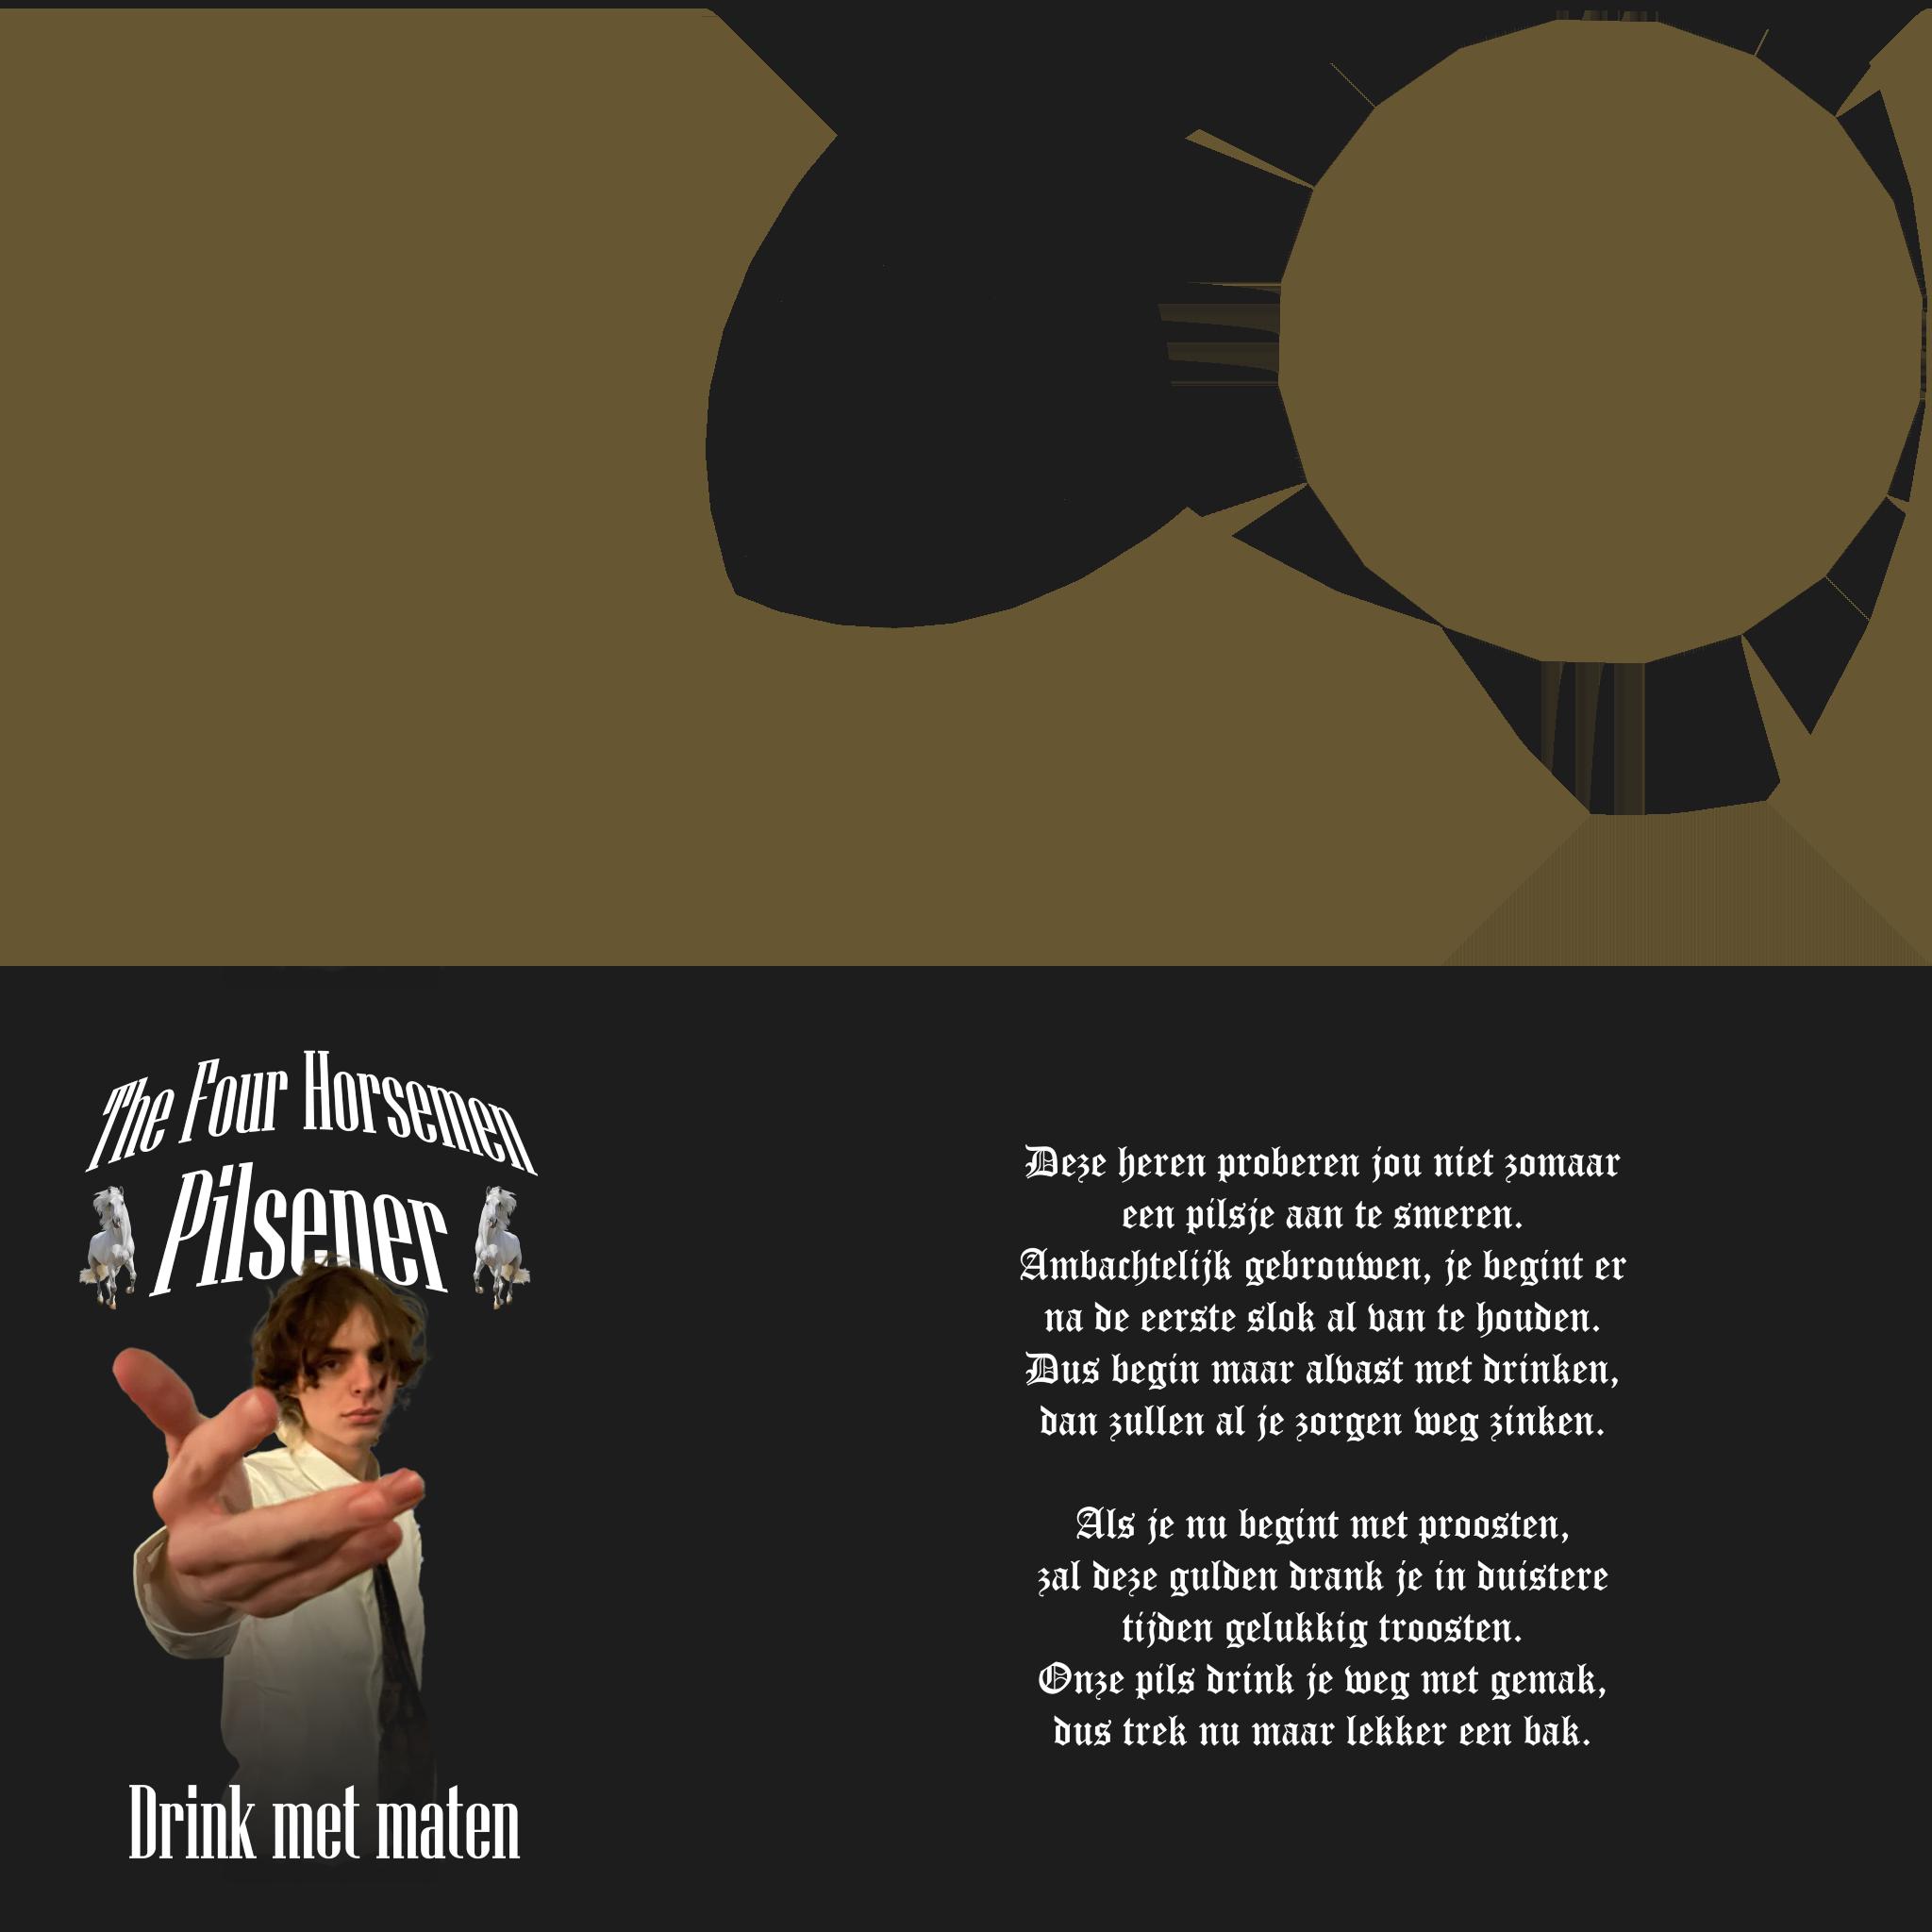 The Four Horsemen
Pilsener
Drink met maten
Deze heren proberen jou niet zomaar
een pilsje aan te smeren.
Ambachtelijk gebrouwen, je begint er
na de eerste slok al van te houden.
Dus begin maar alvast met drinken,
dan zullen al je zorgen weg zinken.
Als je nu begint met proosten,
zal deze gulden drank je in duistere
tijden gelukkig troosten.
Onze pils drink je weg met gemak,
dus trek nu maar lekker een bak.